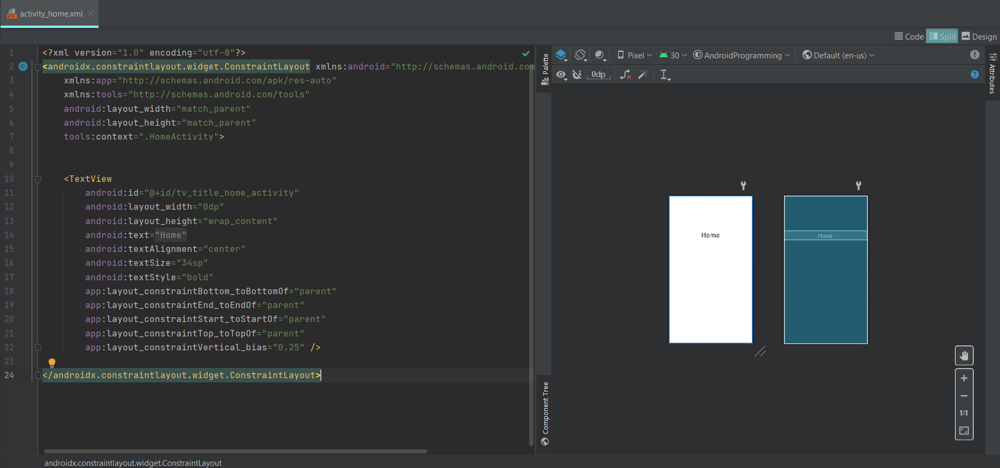 activity_home.xml
Code Split Design
1 <?xml version="1.0" encoding="utf-8"?>
2 <androidx.constraintlayout.widget.ConstraintLayout xmlns:android="http://schemas.android.com
3 xmlns:app="http://schemas.android.com/apk/res-auto"
4 xmlns:tools="http://schemas.android.com/tools"
5 android:layout_width="match_parent"
6 android:layout_height="match_parent"
7 tools:context=".HomeActivity">
8
9
10 <TextView
11 android:id="@+id/tv_title_home_activity"
12 android:layout_width="0dp"
13 android:layout_height="wrap_content"
14 android:text="Home"
15 android:textAlignment="center"
16 android:textSize="34sp"
17 android:textStyle="bold"
18 app:layout_constraintBottom_toBottomOf="parent"
19 app:layout_constraintEnd_toEndOf="parent"
20 app:layout_constraintStart_toStartOf="parent"
21 app:layout_constraintTop_toTopOf="parent"
22 app:layout_constraintVertical_bias="0.25" />
23
24 </androidx.constraintlayout.widget.ConstraintLayout>
androidx.constraintlayout.widget.ConstraintLayout
Palette
Component Tree
Pixel 30 AndroidProgramming Default (en-us)
0dp
Home
Home
1:1
Attributes